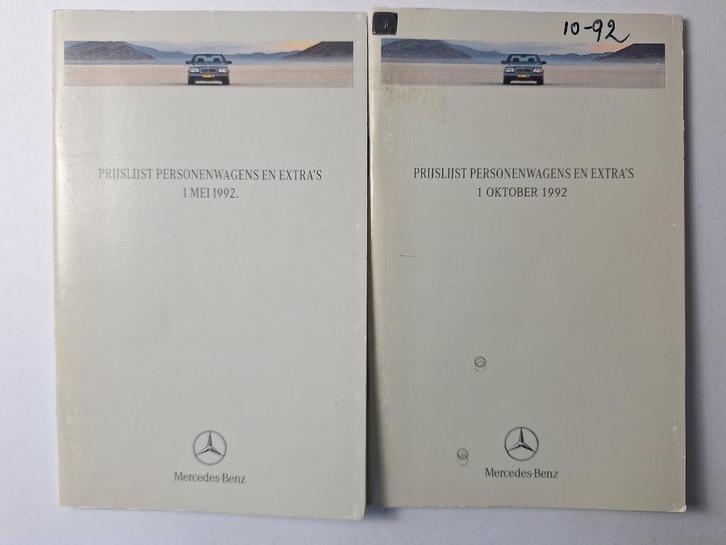 PRIJSLIJST PERSONENWAGENS EN EXTRA'S
1 MEI 1992.
Mercedes-Benz
10-92
PRIJSLIJST PERSONENWAGENS EN EXTRA'S
1 OKTOBER 1992
Mercedes-Benz